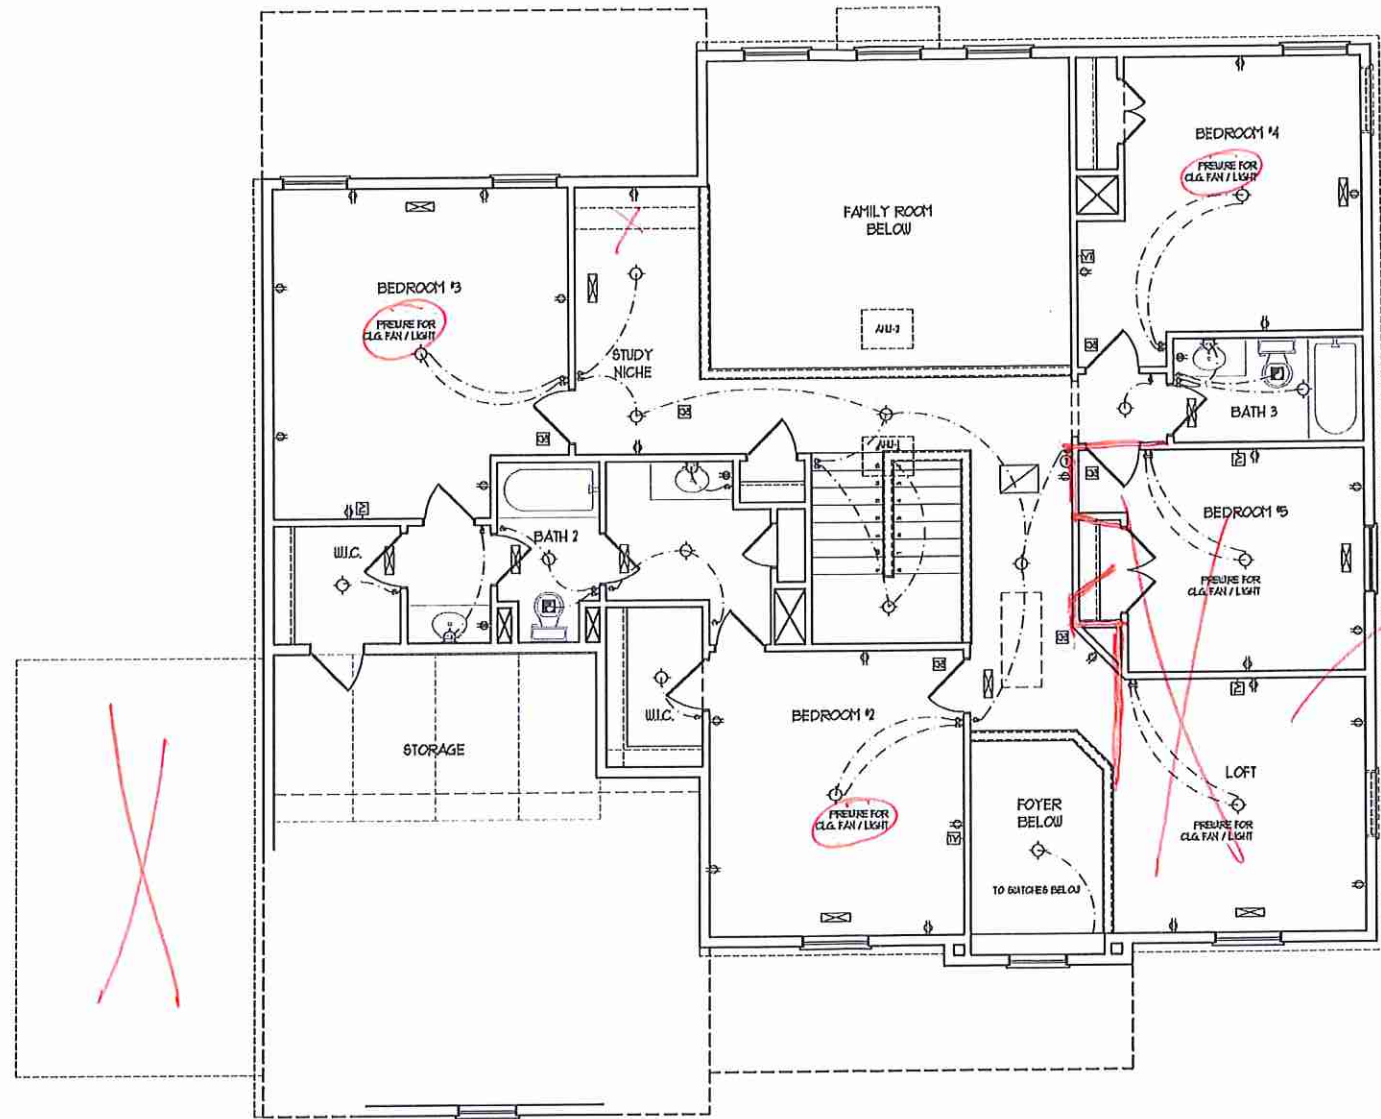 BEDROOM #4
PREWIRE FOR
CLG. FAN / LIGHT
FAMILY ROOM
BELOW
BEDROOM #3
PREWIRE FOR
CLG. FAN / LIGHT
AHU-2
STUDY
NICHE
BATH 3
AHU-1
BEDROOM #5
PREWIRE FOR
CLG. FAN / LIGHT
W.I.C.
BATH 2
W.I.C.
BEDROOM #2
PREWIRE FOR
CLG. FAN / LIGHT
STORAGE
LOFT
PREWIRE FOR
CLG. FAN / LIGHT
FOYER
BELOW
TO SWITCHES BELOW